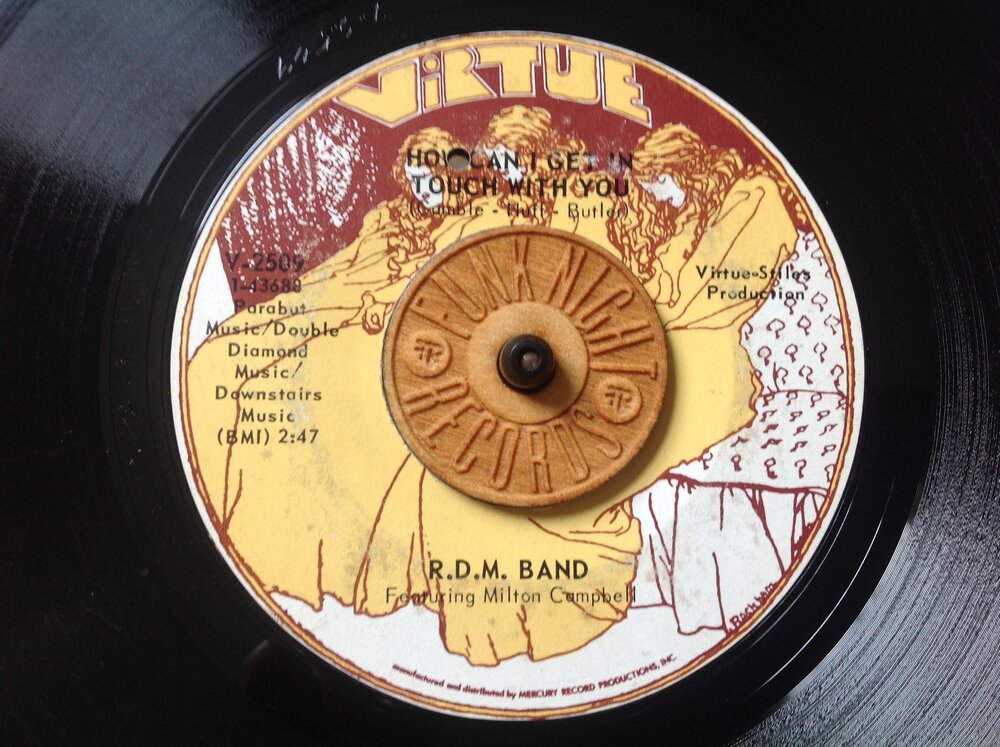 VIRTUE
HOW CAN I GET IN
TOUCH WITH YOU
(Gamble - Huff - Butler)
V-2509
1-43688
Parabut
Music/Double
Diamond
Music/
Downstairs
Music
(BMI) 2:47
Virtue-Stiles
Production
FUNK NIGHT
RECORDS
R.D.M. BAND
Featuring Milton Campbell
manufactured and distributed by MERCURY RECORD PRODUCTIONS, INC.